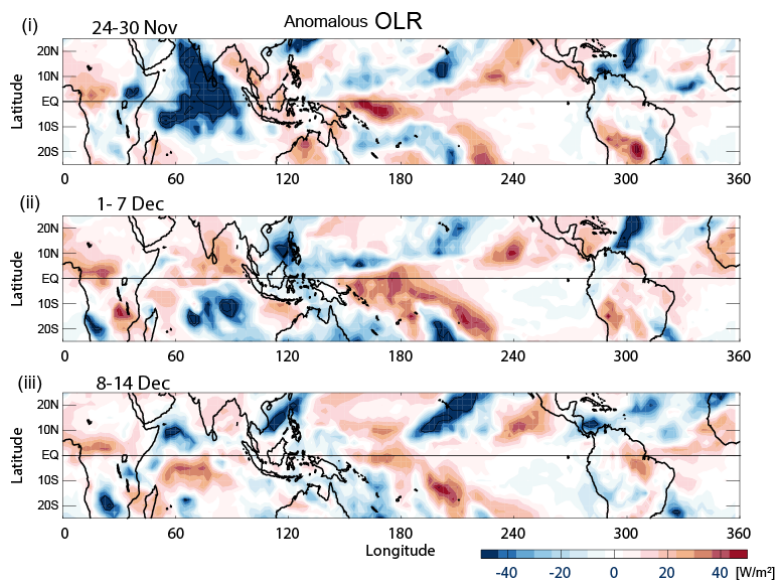 Anomalous OLR
(i) 24-30 Nov
Latitude
20N
10N
EQ
10S
20S
0 60 120 180 240 300 360
(ii) 1- 7 Dec
Latitude
20N
10N
EQ
10S
20S
0 60 120 180 240 300 360
(iii) 8-14 Dec
Latitude
20N
10N
EQ
10S
20S
0 60 120 180 240 300 360
Longitude
-40 -20 0 20 40 [W/m²]